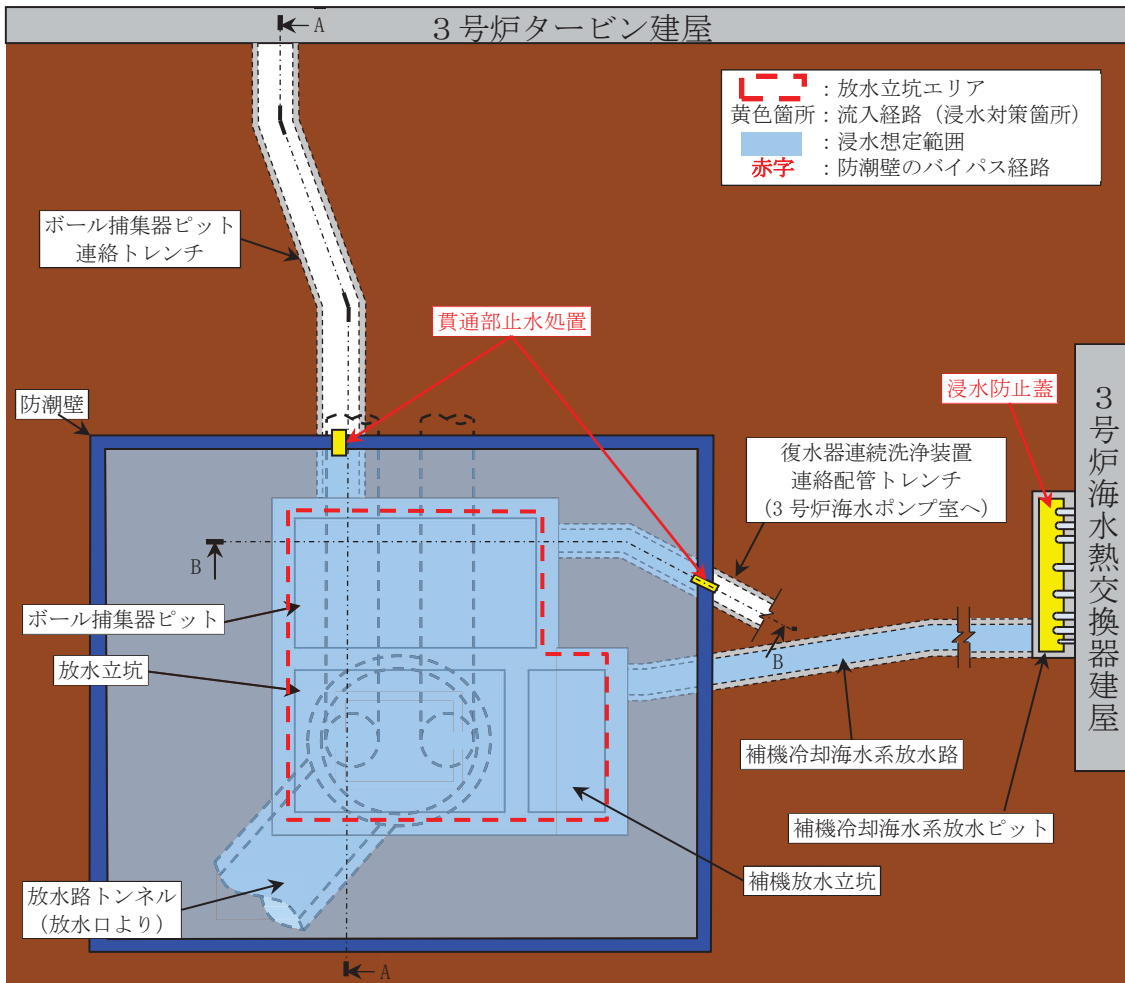 A
３号炉タービン建屋
：放水立坑エリア
黄色箇所：流入経路（浸水対策箇所）
：浸水想定範囲
赤字：防潮壁のバイパス経路
ボール捕集器ピット
連絡トレンチ
貫通部止水処置
防潮壁
浸水防止蓋
３号炉海水熱交換器建屋
復水器連続洗浄装置
連絡配管トレンチ
(3 号炉海水ポンプ室へ)
B
ボール捕集器ピット
放水立坑
B
補機冷却海水系放水路
補機冷却海水系放水ピット
補機放水立坑
放水路トンネル
（放水口より）
A